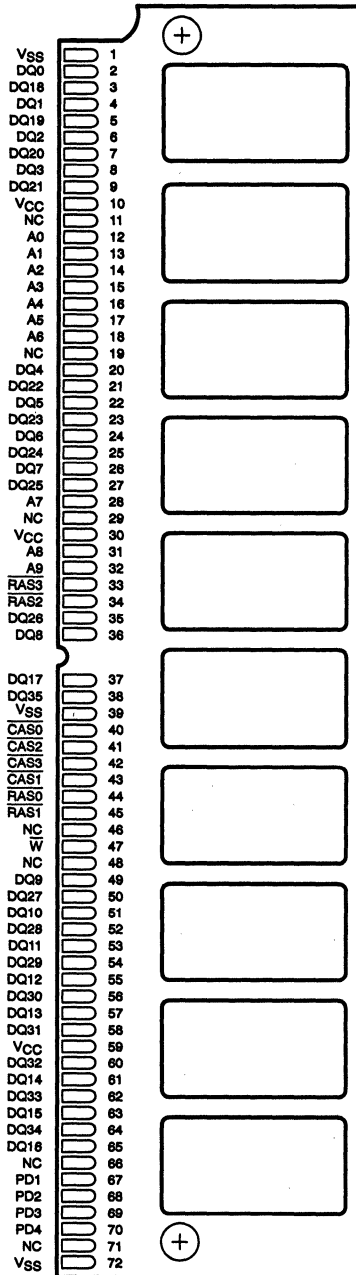 VSS 1
DQ0 2
DQ18 3
DQ1 4
DQ19 5
DQ2 6
DQ20 7
DQ3 8
DQ21 9
VCC 10
NC 11
A0 12
A1 13
A2 14
A3 15
A4 16
A5 17
A6 18
NC 19
DQ4 20
DQ22 21
DQ5 22
DQ23 23
DQ6 24
DQ24 25
DQ7 26
DQ25 27
A7 28
NC 29
VCC 30
A8 31
A9 32
RAS3 33
RAS2 34
DQ26 35
DQ8 36
DQ17 37
DQ35 38
VSS 39
CAS0 40
CAS2 41
CAS3 42
CAS1 43
RAS0 44
RAS1 45
NC 46
W 47
NC 48
DQ9 49
DQ27 50
DQ10 51
DQ28 52
DQ11 53
DQ29 54
DQ12 55
DQ30 56
DQ13 57
DQ31 58
VCC 59
DQ32 60
DQ14 61
DQ33 62
DQ15 63
DQ34 64
DQ16 65
NC 66
PD1 67
PD2 68
PD3 69
PD4 70
NC 71
VSS 72